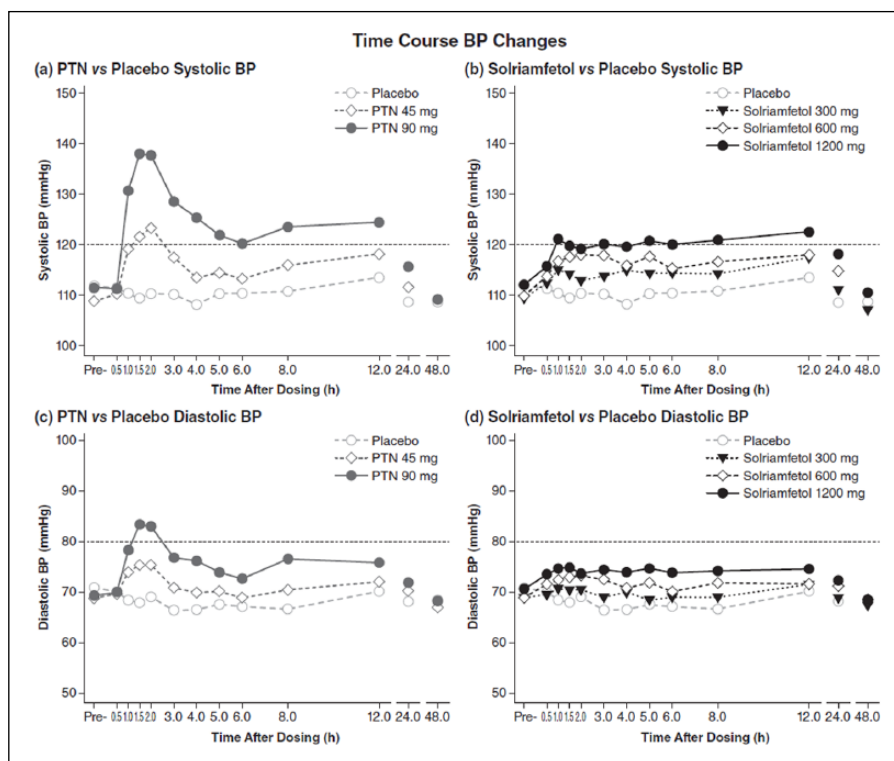 Time Course BP Changes
(a) PTN vs Placebo Systolic BP
Placebo
PTN 45 mg
PTN 90 mg
Systolic BP (mmHg)
150
140
130
120
110
100
Pre- 0.5 1.0 1.5 2.0 3.0 4.0 5.0 6.0 8.0 12.0 24.0 48.0
Time After Dosing (h)
(b) Solriamfetol vs Placebo Systolic BP
Placebo
Solriamfetol 300 mg
Solriamfetol 600 mg
Solriamfetol 1200 mg
Systolic BP (mmHg)
150
140
130
120
110
100
Pre- 0.5 1.0 1.5 2.0 3.0 4.0 5.0 6.0 8.0 12.0 24.0 48.0
Time After Dosing (h)
(c) PTN vs Placebo Diastolic BP
Placebo
PTN 45 mg
PTN 90 mg
Diastolic BP (mmHg)
100
90
80
70
60
50
Pre- 0.5 1.0 1.5 2.0 3.0 4.0 5.0 6.0 8.0 12.0 24.0 48.0
Time After Dosing (h)
(d) Solriamfetol vs Placebo Diastolic BP
Placebo
Solriamfetol 300 mg
Solriamfetol 600 mg
Solriamfetol 1200 mg
Diastolic BP (mmHg)
100
90
80
70
60
50
Pre- 0.5 1.0 1.5 2.0 3.0 4.0 5.0 6.0 8.0 12.0 24.0 48.0
Time After Dosing (h)